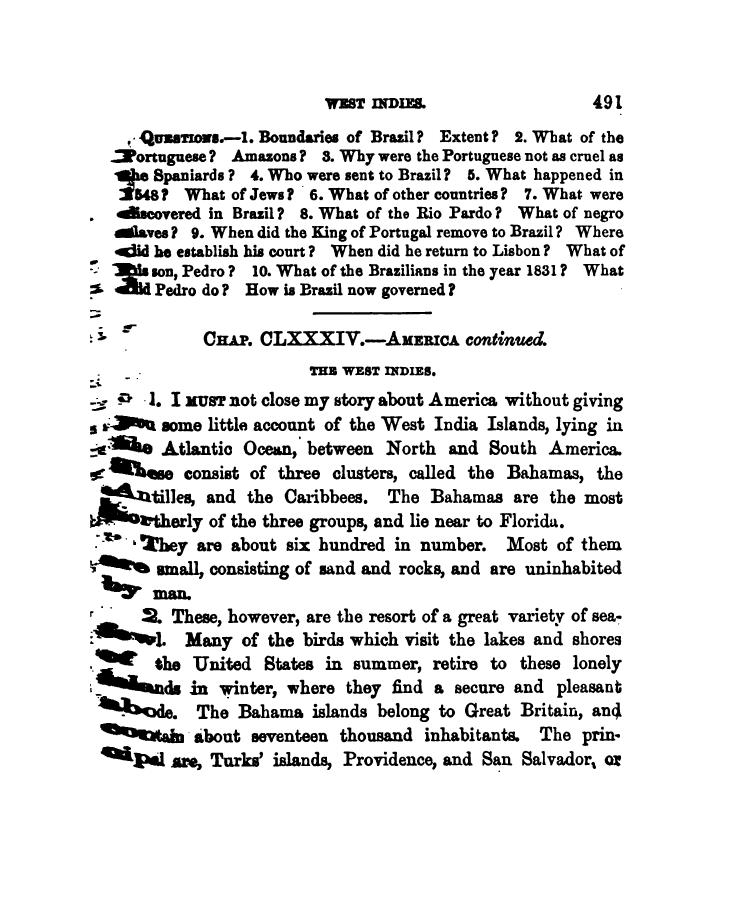 WEST INDIES. 491
QUESTIONS.—1. Boundaries of Brazil? Extent? 2. What of the
Portuguese? Amazons? 3. Why were the Portuguese not as cruel as
the Spaniards? 4. Who were sent to Brazil? 5. What happened in
1548? What of Jews? 6. What of other countries? 7. What were
discovered in Brazil? 8. What of the Rio Pardo? What of negro
slaves? 9. When did the King of Portugal remove to Brazil? Where
did he establish his court? When did he return to Lisbon? What of
his son, Pedro? 10. What of the Brazilians in the year 1831? What
did Pedro do? How is Brazil now governed?
CHAP. CLXXXIV.—AMERICA continued.
THE WEST INDIES.
1. I MUST not close my story about America without giving
you some little account of the West India Islands, lying in
the Atlantic Ocean, between North and South America.
These consist of three clusters, called the Bahamas, the
Antilles, and the Caribbees. The Bahamas are the most
northerly of the three groups, and lie near to Florida.
They are about six hundred in number. Most of them
are small, consisting of sand and rocks, and are uninhabited
by man.
2. These, however, are the resort of a great variety of sea-
fowl. Many of the birds which visit the lakes and shores
of the United States in summer, retire to these lonely
islands in winter, where they find a secure and pleasant
abode. The Bahama islands belong to Great Britain, and
contain about seventeen thousand inhabitants. The prin-
cipal are, Turks' islands, Providence, and San Salvador, or